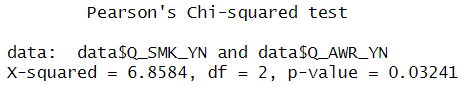 Pearson's Chi-squared test
data:  data$Q_SMK_YN and data$Q_AWR_YN
X-squared = 6.8584, df = 2, p-value = 0.03241